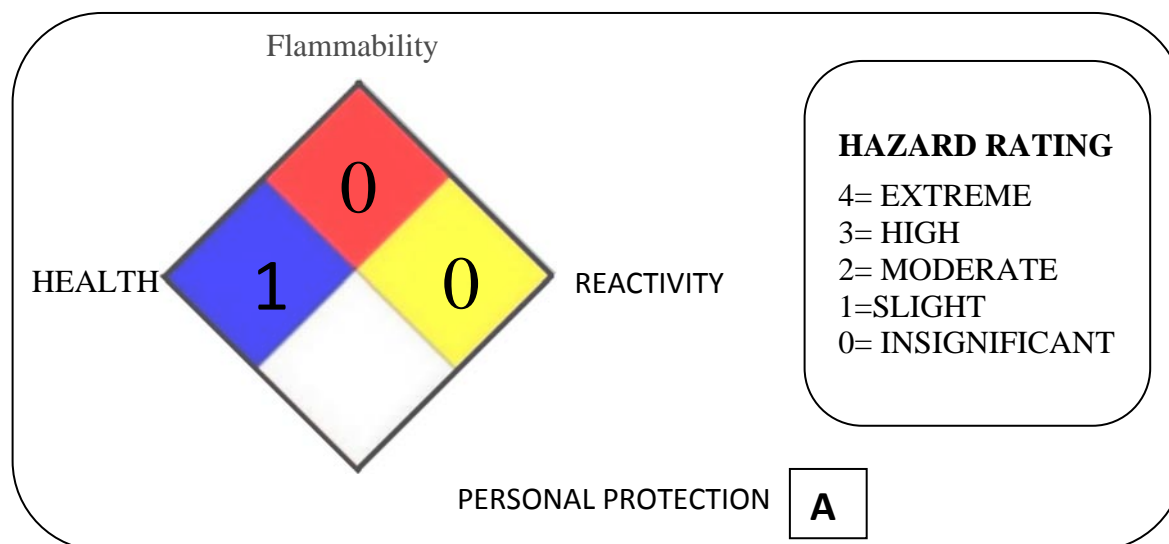 Flammability
0
HEALTH
1
0
REACTIVITY
HAZARD RATING
4= EXTREME
3= HIGH
2= MODERATE
1=SLIGHT
0= INSIGNIFICANT
PERSONAL PROTECTION A